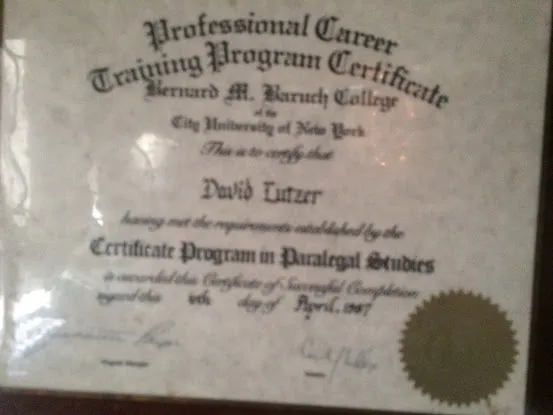 Professional Career
Training Program Certificate
Bernard M. Baruch College
of the
City University of New York
This is to certify that
David Lutzer
having met the requirements established by the
Certificate Program in Paralegal Studies
is awarded this Certificate of Successful Completion
signed this day of April, 1987